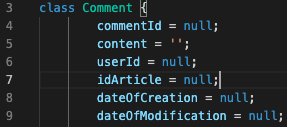 3 class Comment {
4 commentId = null;
5 content = '';
6 userId = null;
7 idArticle = null;
8 dateOfCreation = null;
9 dateOfModification = null;